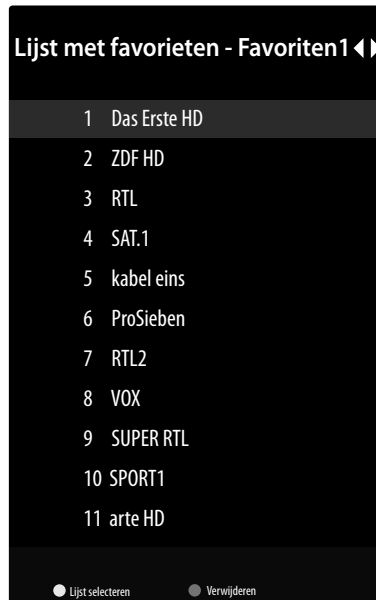 Lijst met favorieten - Favoriten1
1 Das Erste HD
2 ZDF HD
3 RTL
4 SAT.1
5 kabel eins
6 ProSieben
7 RTL2
8 VOX
9 SUPER RTL
10 SPORT1
11 arte HD
Lijst selecteren Verwijderen